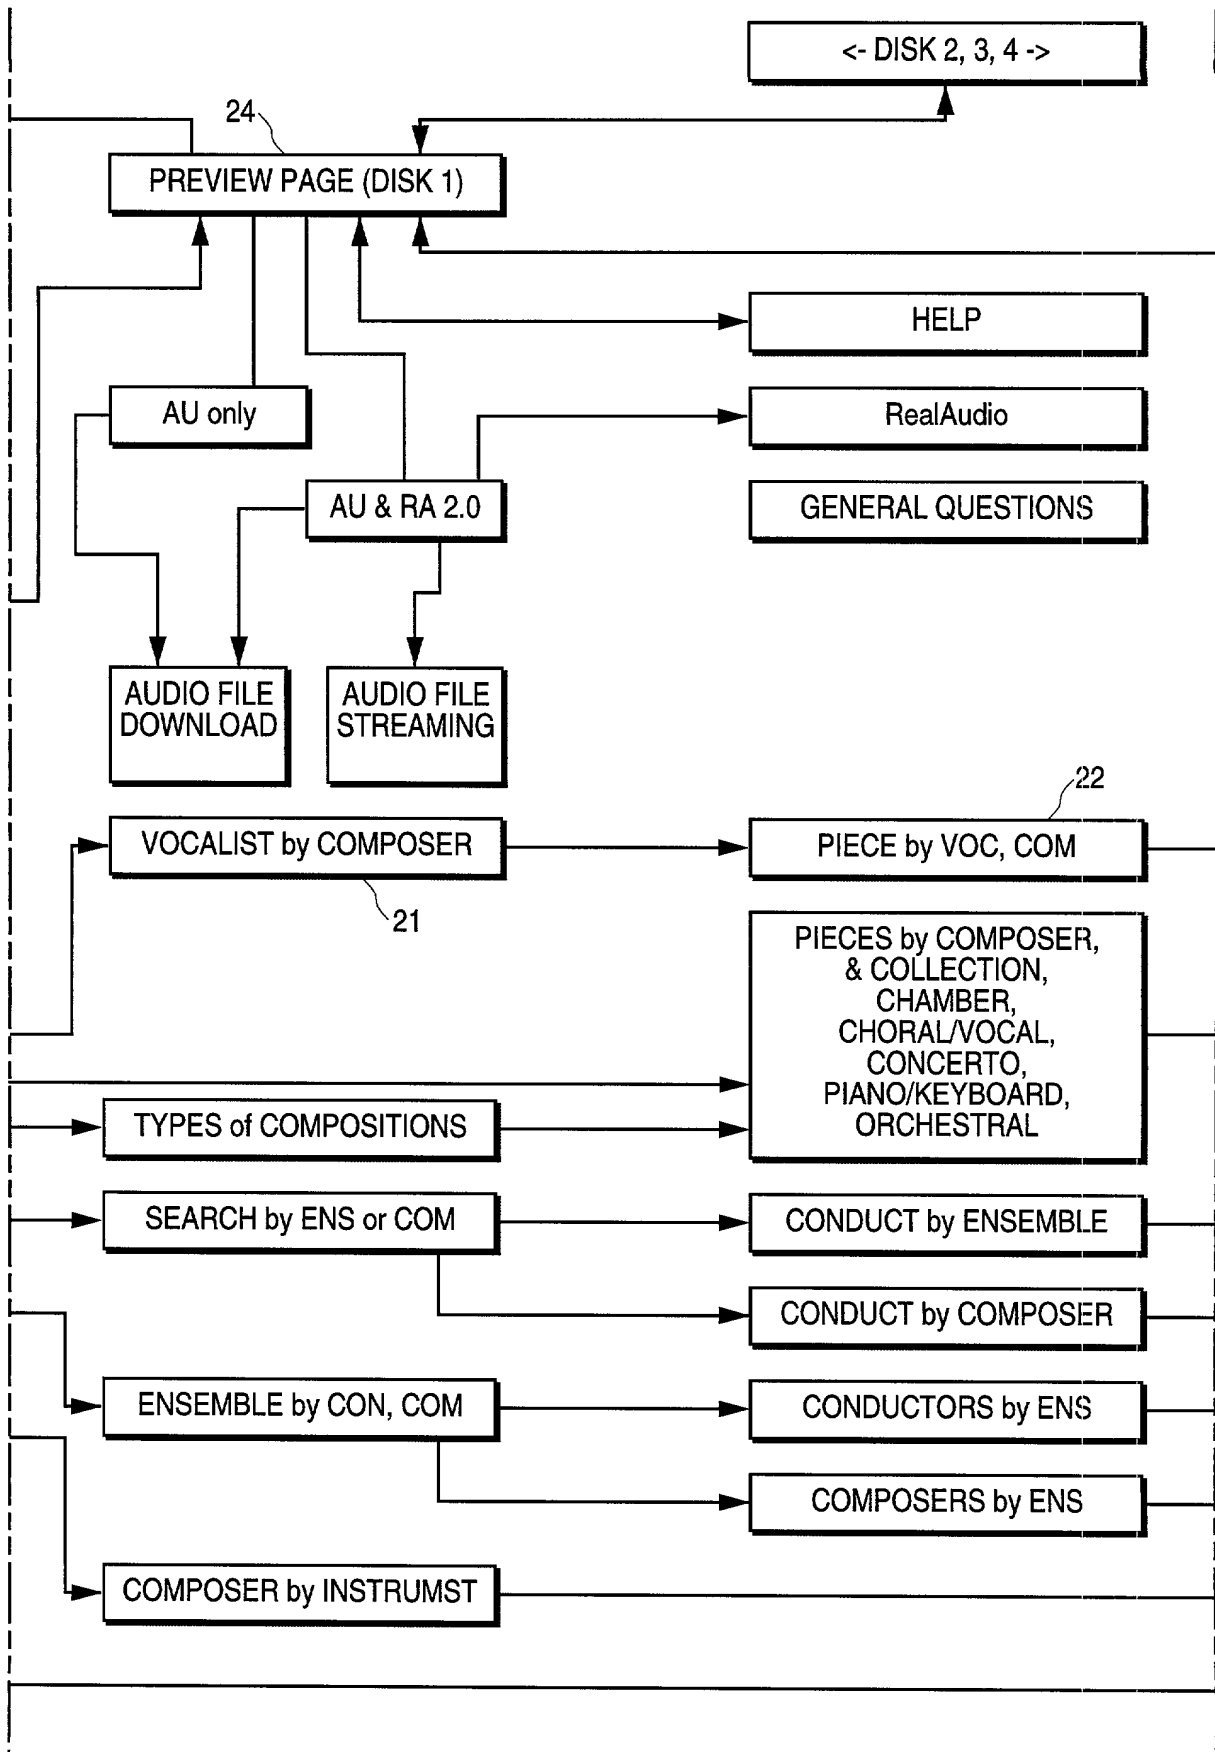 <- DISK 2, 3, 4 ->
24
PREVIEW PAGE (DISK 1)
HELP
AU only
RealAudio
AU & RA 2.0
GENERAL QUESTIONS
AUDIO FILE
DOWNLOAD
AUDIO FILE
STREAMING
22
VOCALIST by COMPOSER
PIECE by VOC, COM
21
PIECES by COMPOSER,
& COLLECTION,
CHAMBER,
CHORAL/VOCAL,
CONCERTO,
PIANO/KEYBOARD,
ORCHESTRAL
TYPES of COMPOSITIONS
SEARCH by ENS or COM
CONDUCT by ENSEMBLE
CONDUCT by COMPOSER
ENSEMBLE by CON, COM
CONDUCTORS by ENS
COMPOSERS by ENS
COMPOSER by INSTRUMST